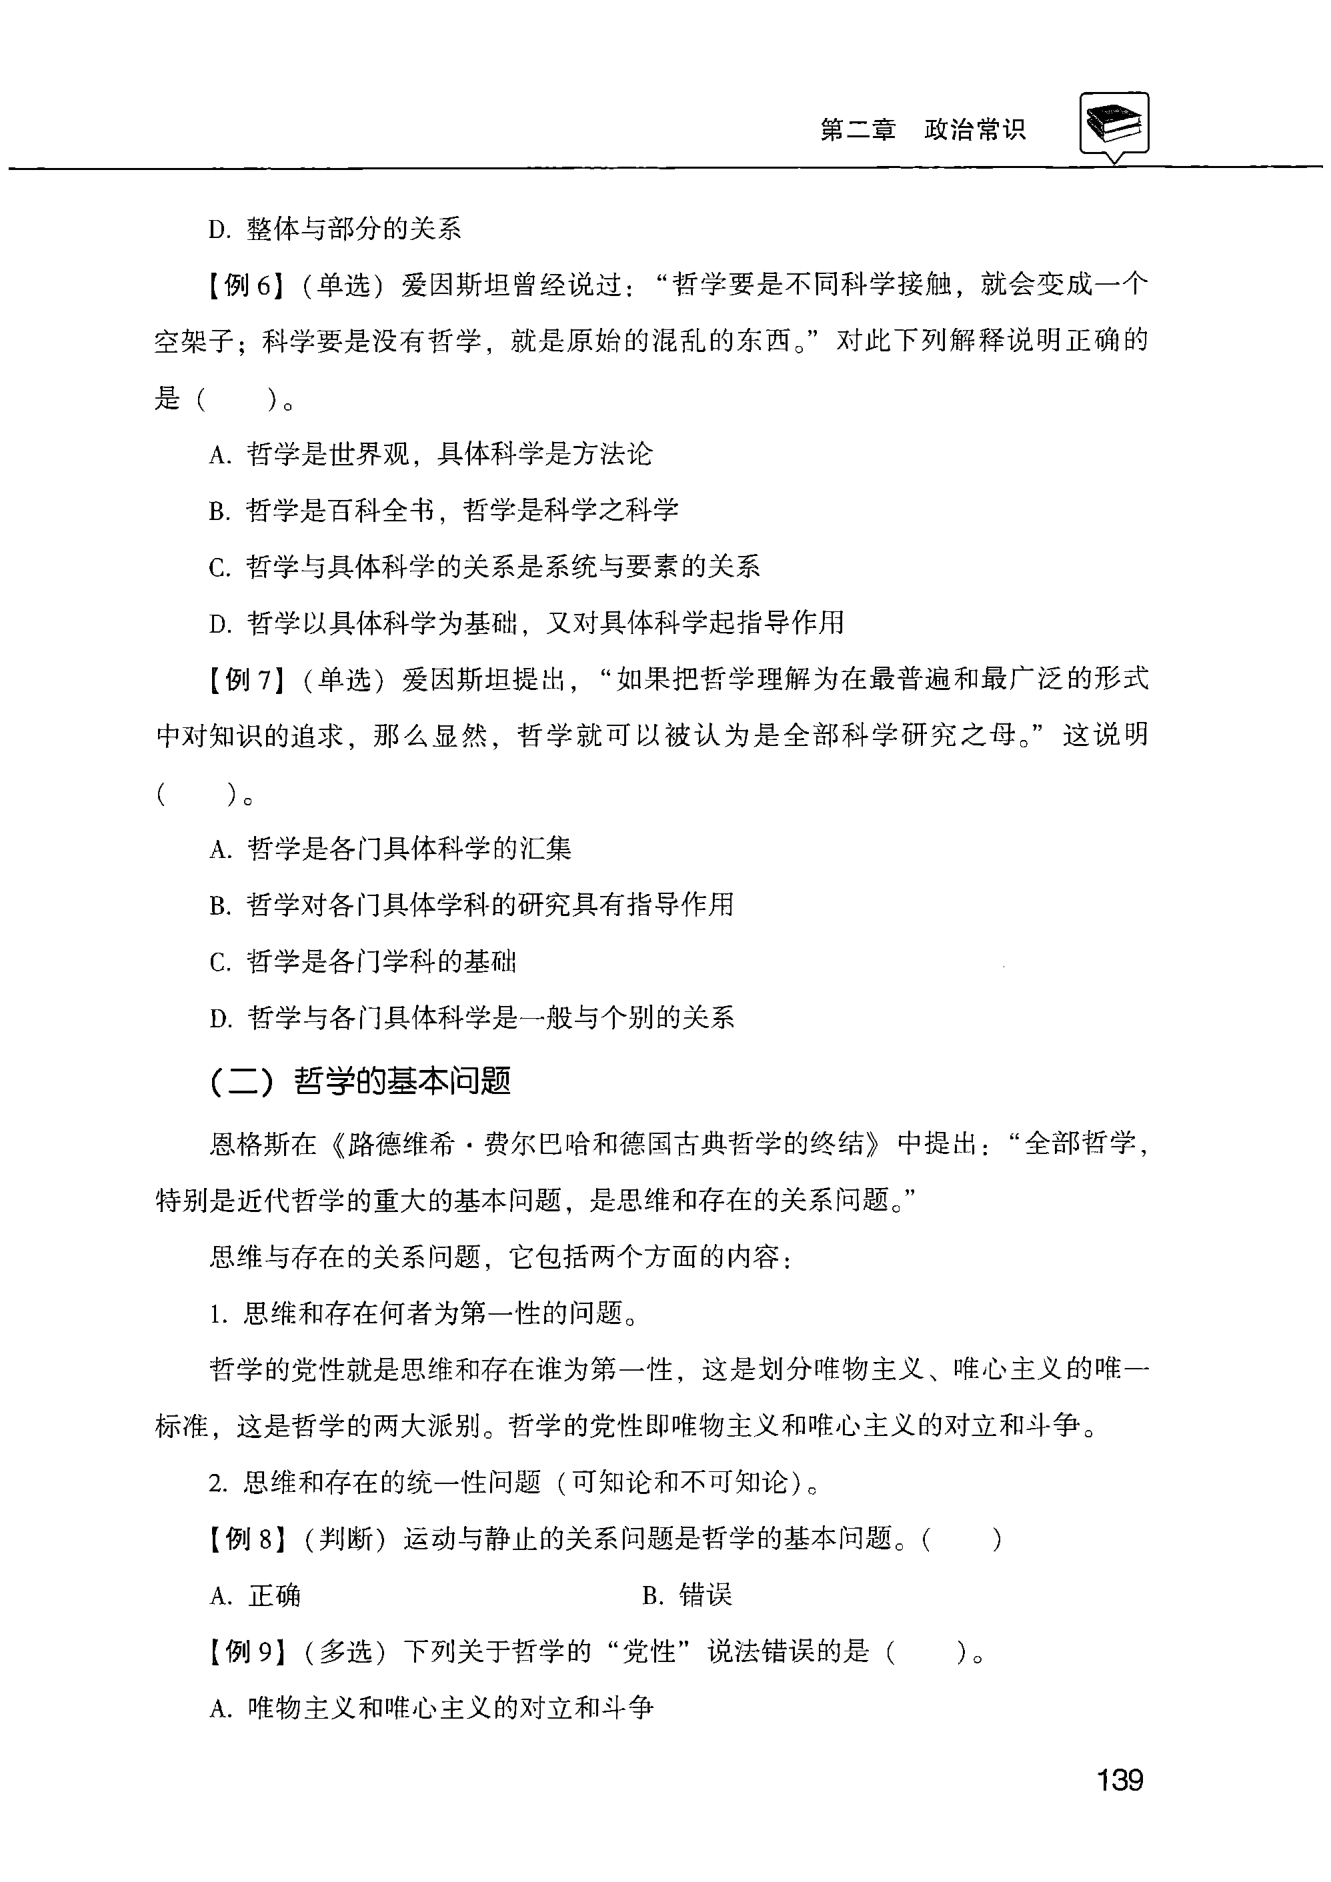 第二章　政治常识
D. 整体与部分的关系
【例 6】（单选）爱因斯坦曾经说过：“哲学要是不同科学接触，就会变成一个
空架子；科学要是没有哲学，就是原始的混乱的东西。”对此下列解释说明正确的
是（　　）。
A. 哲学是世界观，具体科学是方法论
B. 哲学是百科全书，哲学是科学之科学
C. 哲学与具体科学的关系是系统与要素的关系
D. 哲学以具体科学为基础，又对具体科学起指导作用
【例 7】（单选）爱因斯坦提出，“如果把哲学理解为在最普遍和最广泛的形式
中对知识的追求，那么显然，哲学就可以被认为是全部科学研究之母。”这说明
（　　）。
A. 哲学是各门具体科学的汇集
B. 哲学对各门具体学科的研究具有指导作用
C. 哲学是各门学科的基础
D. 哲学与各门具体科学是一般与个别的关系
（二）哲学的基本问题
恩格斯在《路德维希·费尔巴哈和德国古典哲学的终结》中提出：“全部哲学，
特别是近代哲学的重大的基本问题，是思维和存在的关系问题。”
思维与存在的关系问题，它包括两个方面的内容：
1. 思维和存在何者为第一性的问题。
哲学的党性就是思维和存在谁为第一性，这是划分唯物主义、唯心主义的唯一
标准，这是哲学的两大派别。哲学的党性即唯物主义和唯心主义的对立和斗争。
2. 思维和存在的统一性问题（可知论和不可知论）。
【例 8】（判断）运动与静止的关系问题是哲学的基本问题。（　　）
A. 正确　　B. 错误
【例 9】（多选）下列关于哲学的“党性”说法错误的是（　　）。
A. 唯物主义和唯心主义的对立和斗争
139